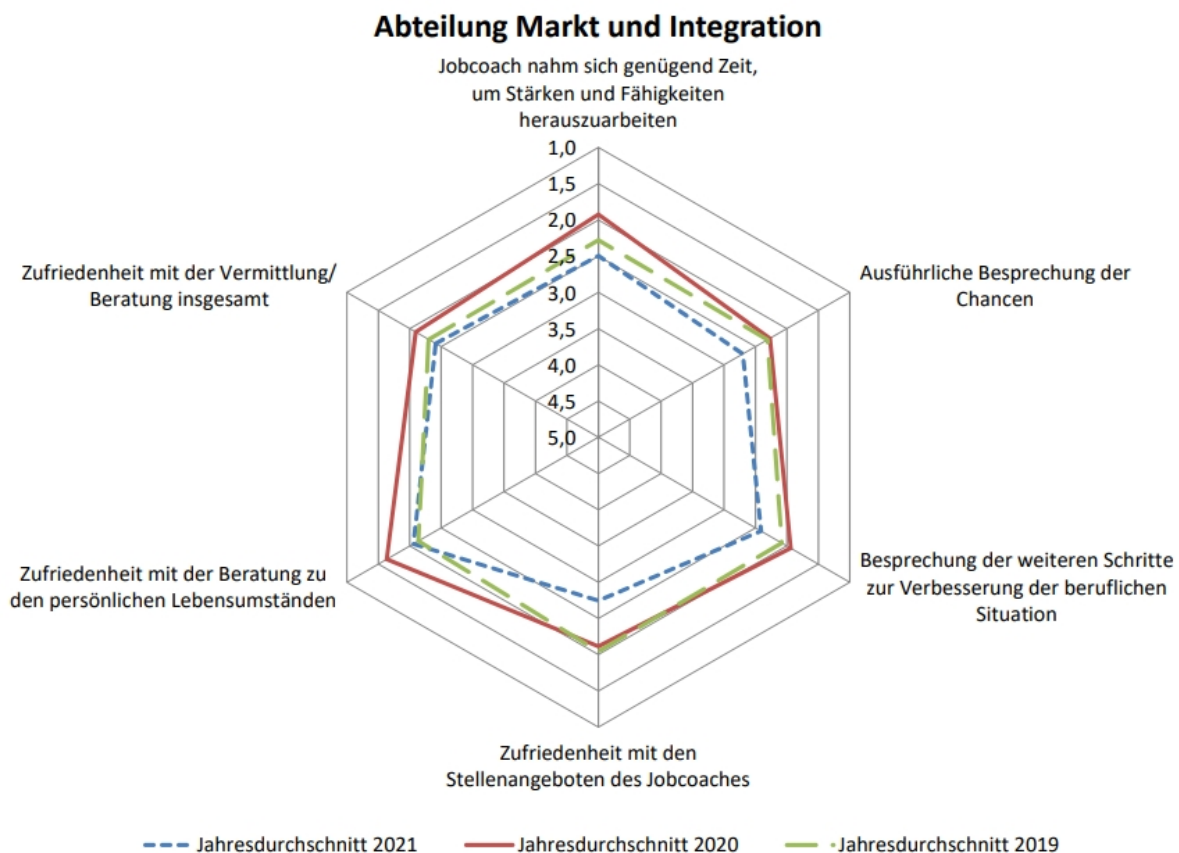 Abteilung Markt und Integration
Jobcoach nahm sich genügend Zeit,
um Stärken und Fähigkeiten
herauszuarbeiten
1,0
1,5
2,0
2,5
3,0
3,5
4,0
4,5
5,0
Ausführliche Besprechung der
Chancen
Besprechung der weiteren Schritte
zur Verbesserung der beruflichen
Situation
Zufriedenheit mit den
Stellenangeboten des Jobcoaches
Zufriedenheit mit der Beratung zu
den persönlichen Lebensumständen
Zufriedenheit mit der Vermittlung/
Beratung insgesamt
Jahresdurchschnitt 2021
Jahresdurchschnitt 2020
Jahresdurchschnitt 2019